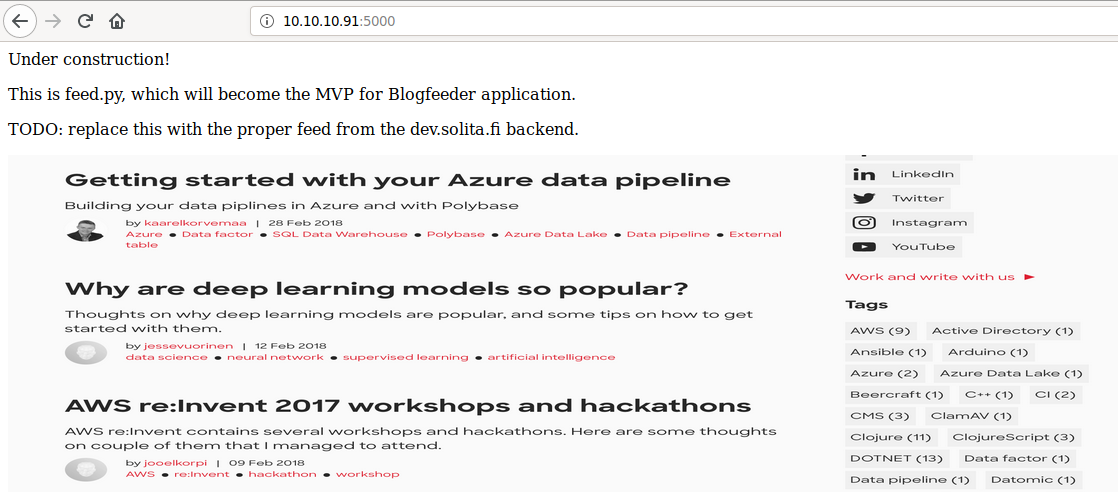 10.10.10.91:5000
Under construction!
This is feed.py, which will become the MVP for Blogfeeder application.
TODO: replace this with the proper feed from the dev.solita.fi backend.
Getting started with your Azure data pipeline
Building your data piplines in Azure and with Polybase
by kaarelkorvemaa | 28 Feb 2018
Azure ● Data factor ● SQL Data Warehouse ● Polybase ● Azure Data Lake ● Data pipeline ● External
table
Why are deep learning models so popular?
Thoughts on why deep learning models are popular, and some tips on how to get
started with them.
by jessevuorinen | 12 Feb 2018
data science ● neural network ● supervised learning ● artificial intelligence
AWS re:Invent 2017 workshops and hackathons
AWS re:Invent contains several workshops and hackathons. Here are some thoughts
on couple of them that I managed to attend.
by jooelkorpi | 09 Feb 2018
AWS ● re:Invent ● hackathon ● workshop
LinkedIn
Twitter
Instagram
YouTube
Work and write with us ►
Tags
AWS (9) Active Directory (1)
Ansible (1) Arduino (1)
Azure (2) Azure Data Lake (1)
Beercraft (1) C++ (1) CI (2)
CMS (3) ClamAV (1)
Clojure (11) ClojureScript (3)
DOTNET (13) Data factor (1)
Data pipeline (1) Datomic (1)